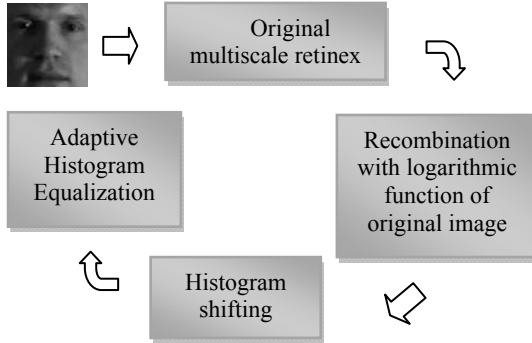 Original
multiscale retinex
Recombination
with logarithmic
function of
original image
Histogram
shifting
Adaptive
Histogram
Equalization